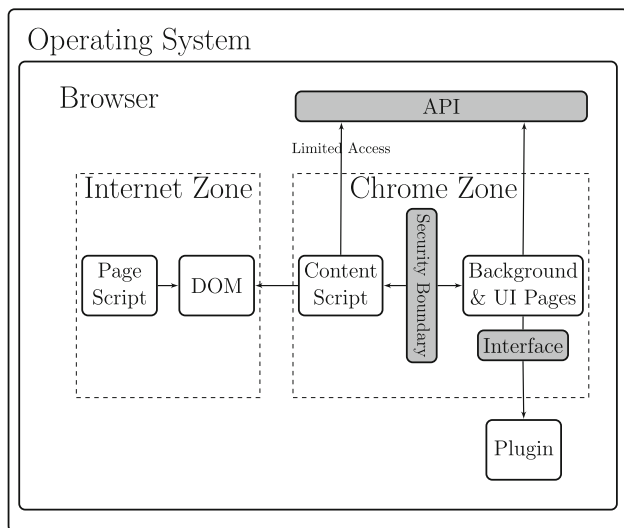 Operating System
Browser
API
Limited Access
Internet Zone
Chrome Zone
Page
Script
DOM
Content
Script
Security Boundary
Background
& UI Pages
Interface
Plugin